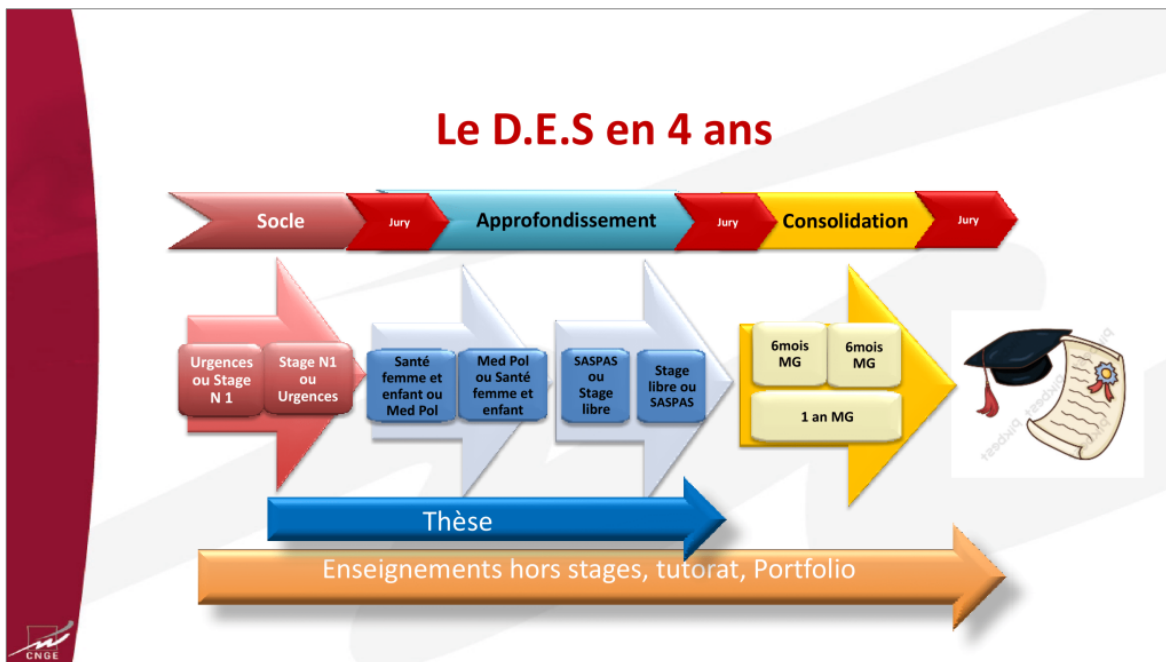 Le D.E.S en 4 ans
Socle
Jury
Approfondissement
Jury
Consolidation
Jury
Urgences
ou Stage
N 1
Stage N1
ou
Urgences
Santé
femme et
enfant ou
Med Pol
Med Pol
ou Santé
femme et
enfant
SASPAS
ou
Stage
libre
Stage
libre ou
SASPAS
6mois
MG
6mois
MG
1 an MG
pikbest
pikbest
Thèse
Enseignements hors stages, tutorat, Portfolio
CNGE